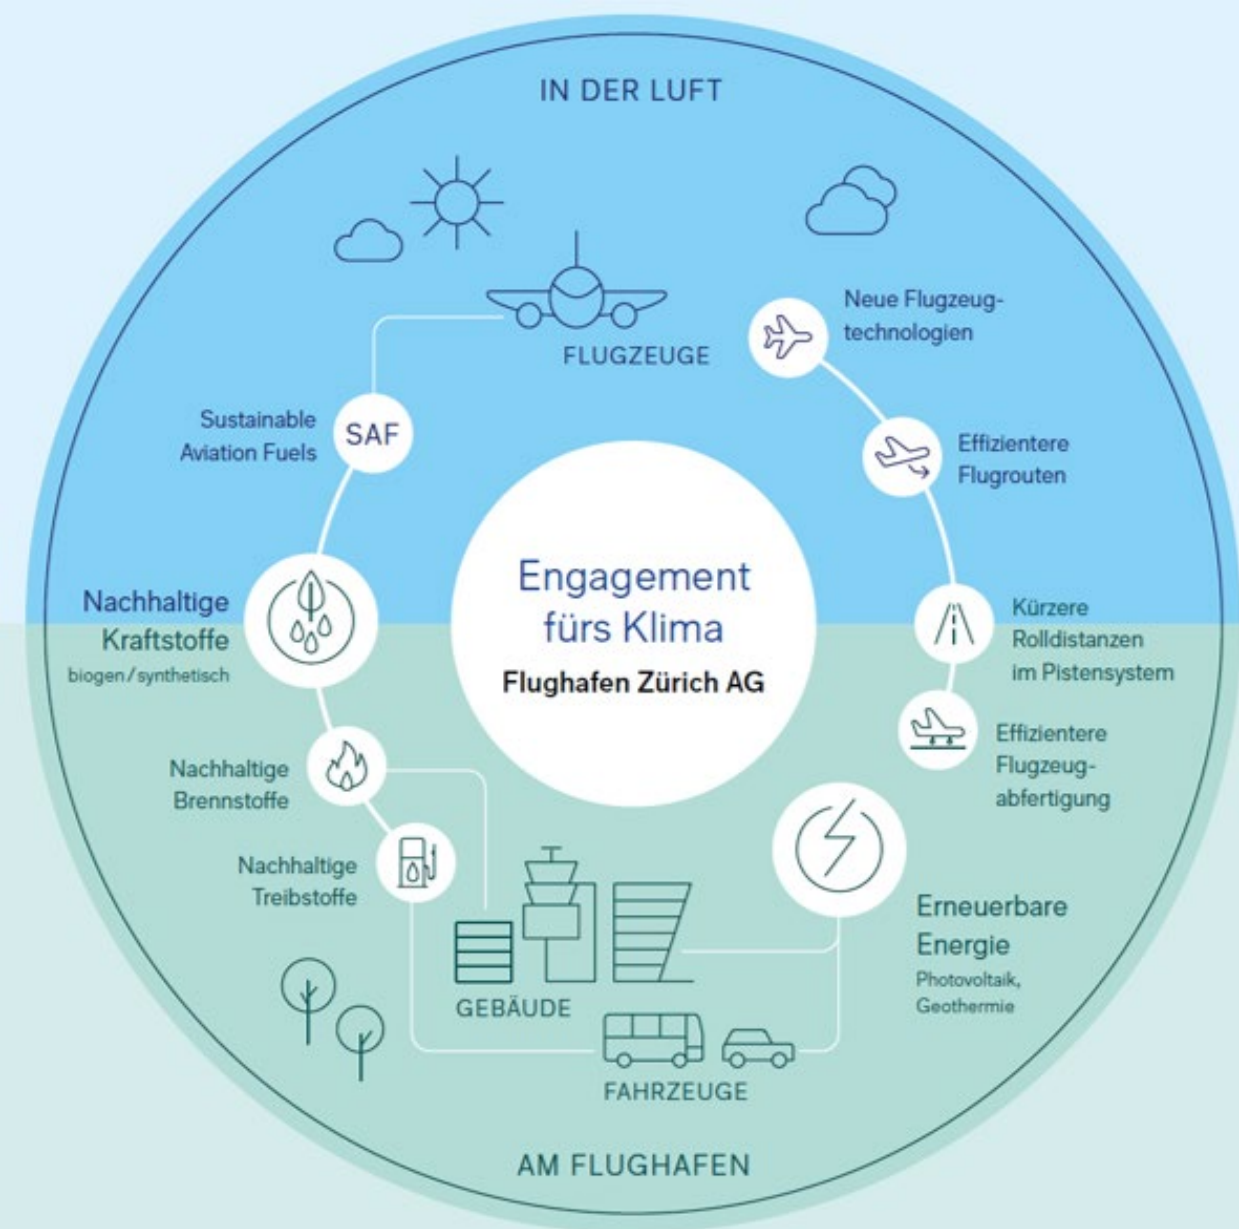 IN DER LUFT
FLUGZEUGE
Neue Flugzeug-
technologien
Sustainable
Aviation Fuels
SAF
Effizientere
Flugrouten
Engagement
fürs Klima
Flughafen Zürich AG
Nachhaltige
Kraftstoffe
biogen/synthetisch
Kürzere
Rolldistanzen
im Pistensystem
Effizientere
Flugzeug-
abfertigung
Nachhaltige
Brennstoffe
Nachhaltige
Treibstoffe
Erneuerbare
Energie
Photovoltaik,
Geothermie
GEBÄUDE
FAHRZEUGE
AM FLUGHAFEN